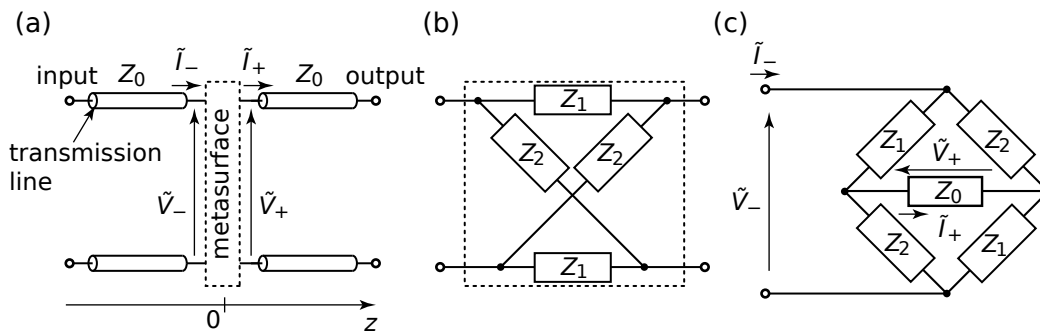 (a)
input Z₀ Ĩ₋ Ĩ₊ Z₀ output
transmission
line
Ṽ₋
metasurface
Ṽ₊
0
z
(b)
Z₁
Z₂ Z₂
Z₁
(c)
Ĩ₋
Z₁ Z₂
Ṽ₊
Z₀
Ṽ₋
Ĩ₊
Z₂ Z₁